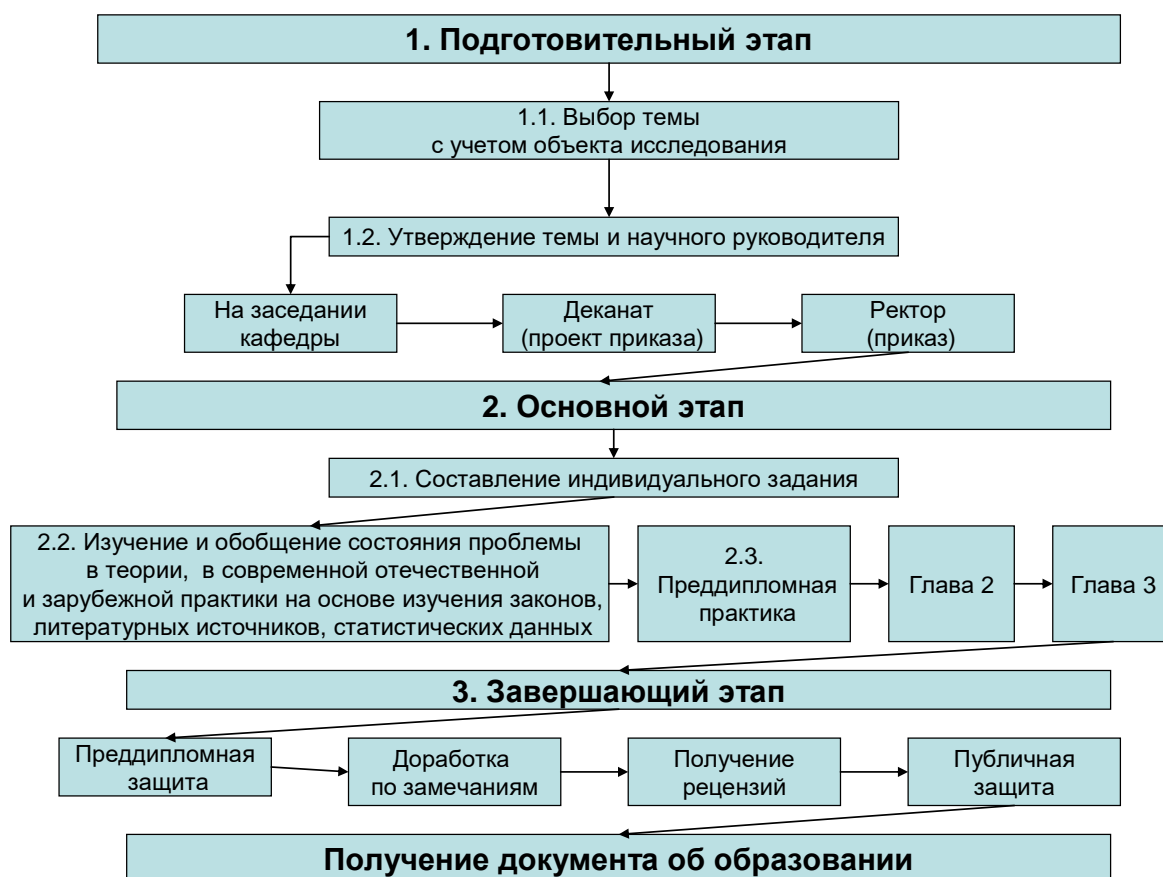 1. Подготовительный этап
1.1. Выбор темы
с учетом объекта исследования
1.2. Утверждение темы и научного руководителя
На заседании
кафедры
Деканат
(проект приказа)
Ректор
(приказ)
2. Основной этап
2.1. Составление индивидуального задания
2.2. Изучение и обобщение состояния проблемы
в теории, в современной отечественной
и зарубежной практики на основе изучения законов,
литературных источников, статистических данных
2.3.
Преддипломная
практика
Глава 2
Глава 3
3. Завершающий этап
Преддипломная
защита
Доработка
по замечаниям
Получение
рецензий
Публичная
защита
Получение документа об образовании